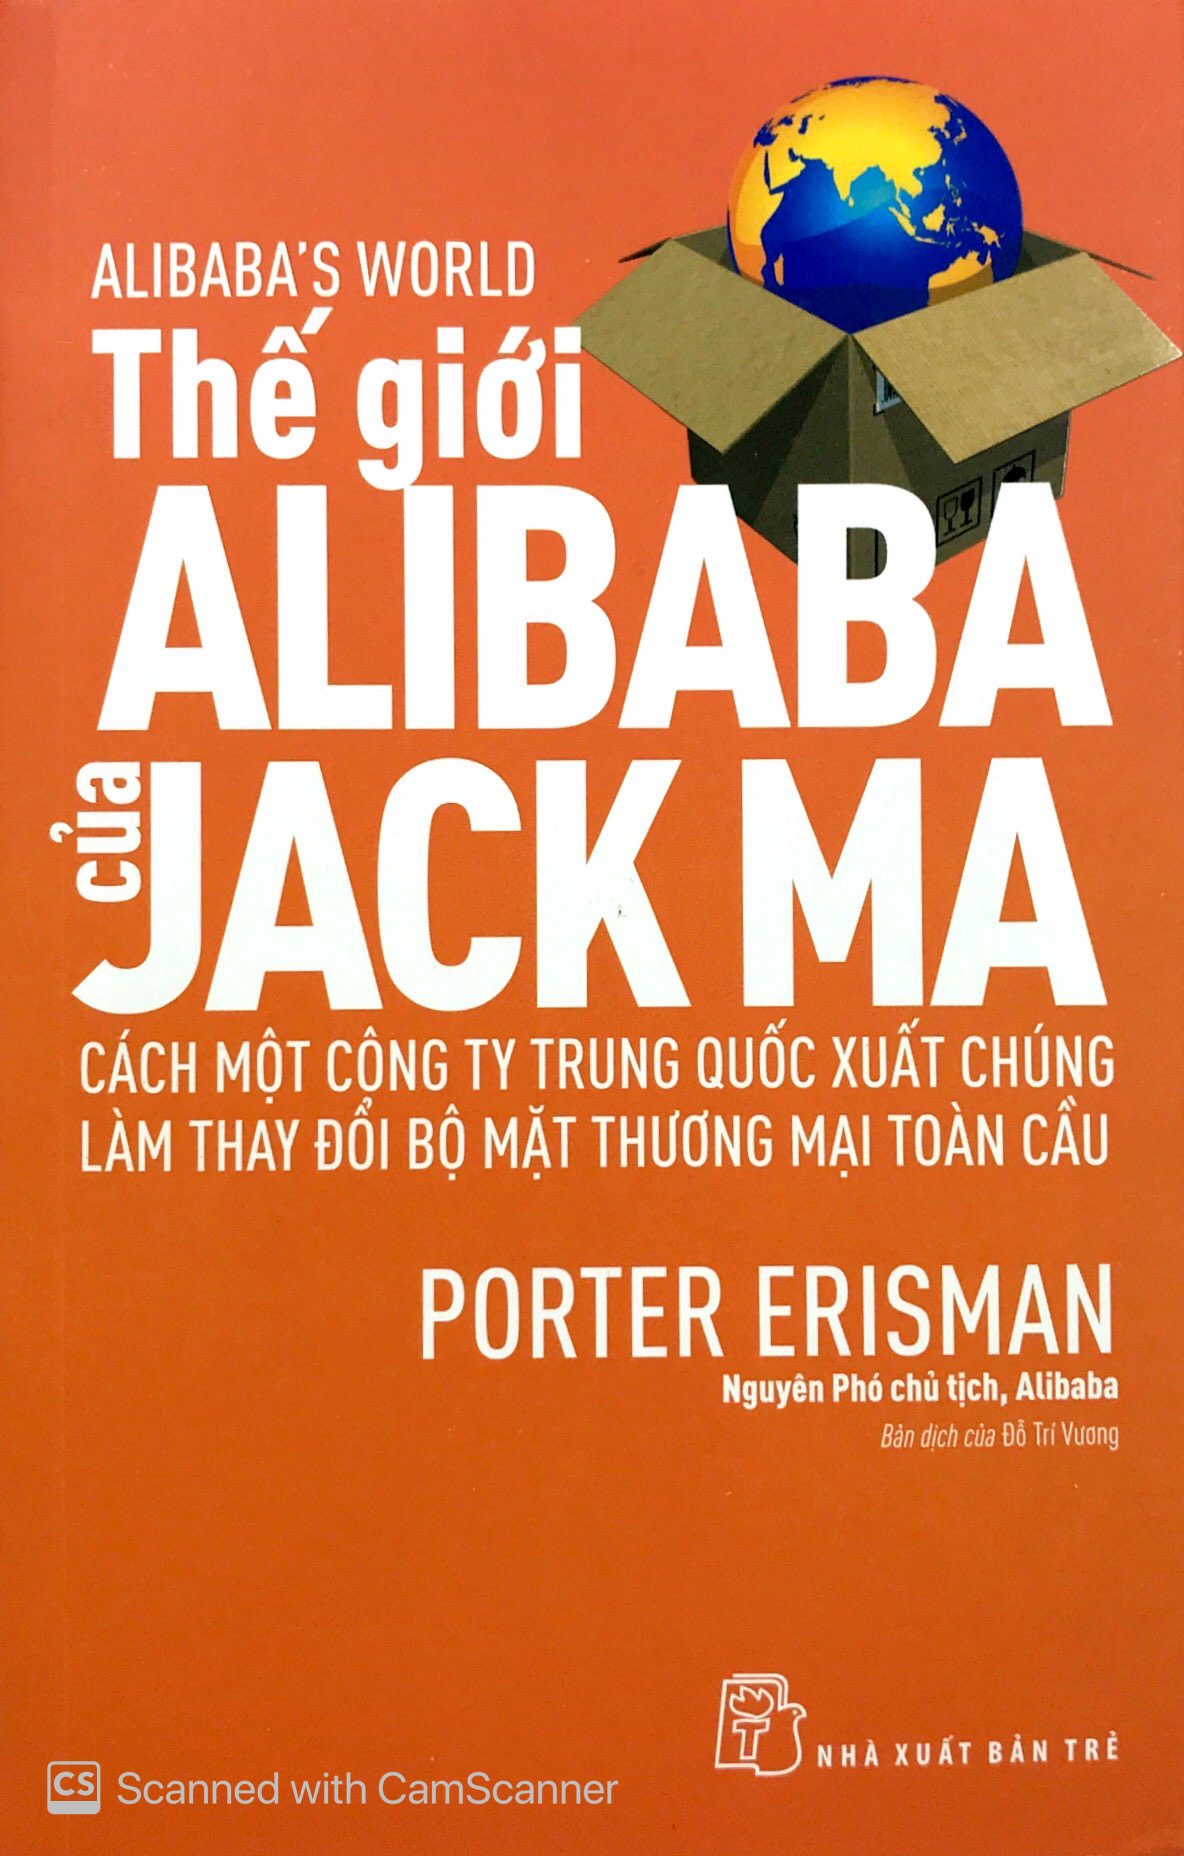 ALIBABA'S WORLD
Thế giới
ALIBABA
của
JACK MA
CÁCH MỘT CÔNG TY TRUNG QUỐC XUẤT CHÚNG
LÀM THAY ĐỔI BỘ MẶT THƯƠNG MẠI TOÀN CẦU
PORTER ERISMAN
Nguyên Phó chủ tịch, Alibaba
Bản dịch của Đỗ Trí Vương
T
NHÀ XUẤT BẢN TRẺ
CS Scanned with CamScanner